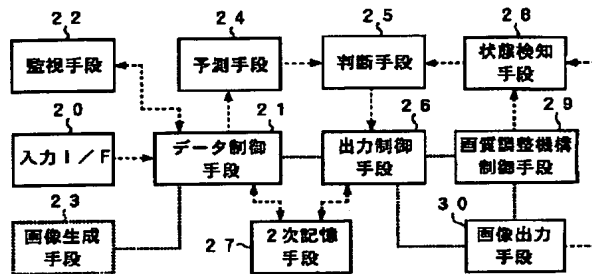 22
24
25
28
監視手段
予測手段
判断手段
状態検知
手段
20
21
26
29
入力I/F
データ制御
手段
出力制御
手段
画質調整機構
制御手段
23
30
画像生成
手段
27
2次記憶
手段
画像出力
手段